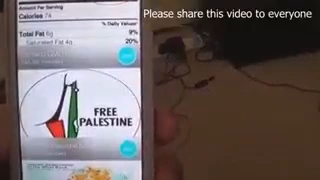 Please share this video to everyone
Amount Per Serving
Calories 74
% Daily Value*
Total Fat 6g 9%
Saturated Fat 4g 20%
FREE
PALESTINE